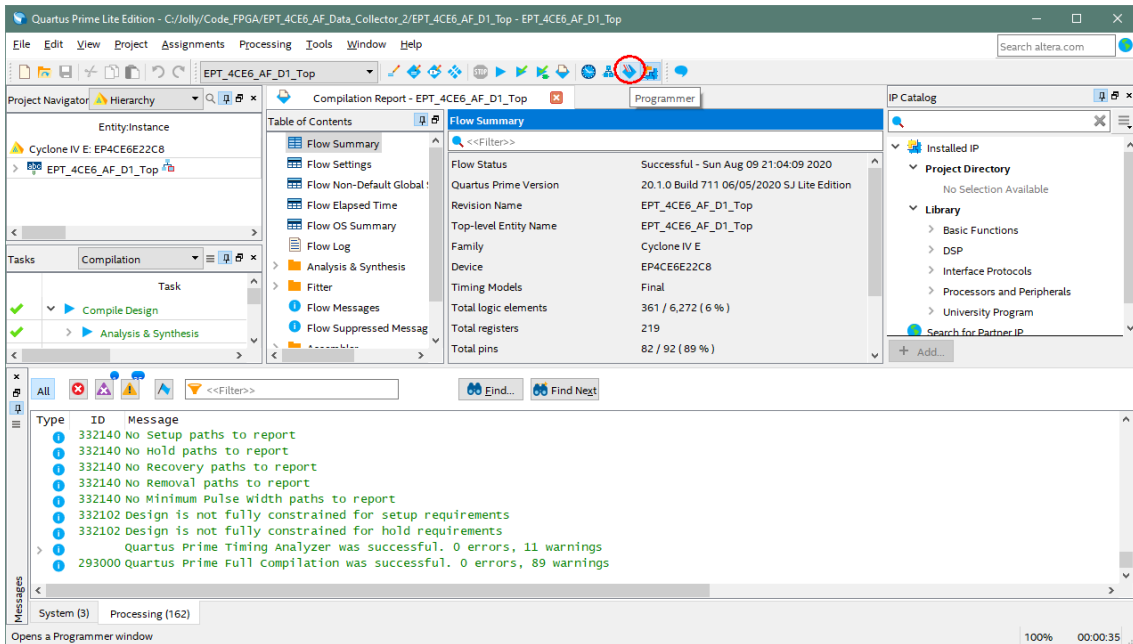 Quartus Prime Lite Edition - C:/Jolly/Code_FPGA/EPT_4CE6_AF_Data_Collector_2/EPT_4CE6_AF_D1_Top - EPT_4CE6_AF_D1_Top
File Edit View Project Assignments Processing Tools Window Help
Search altera.com
EPT_4CE6_AF_D1_Top
Programmer
Project Navigator Hierarchy
Entity:Instance
Cyclone IV E: EP4CE6E22C8
EPT_4CE6_AF_D1_Top
Tasks Compilation
Task
Compile Design
Analysis & Synthesis
Compilation Report - EPT_4CE6_AF_D1_Top
Table of Contents
Flow Summary
Flow Settings
Flow Non-Default Global
Flow Elapsed Time
Flow OS Summary
Flow Log
Analysis & Synthesis
Fitter
Flow Messages
Flow Suppressed Messag
Flow Summary
<<Filter>>
Flow Status Successful - Sun Aug 09 21:04:09 2020
Quartus Prime Version 20.1.0 Build 711 06/05/2020 SJ Lite Edition
Revision Name EPT_4CE6_AF_D1_Top
Top-level Entity Name EPT_4CE6_AF_D1_Top
Family Cyclone IV E
Device EP4CE6E22C8
Timing Models Final
Total logic elements 361 / 6,272 ( 6 % )
Total registers 219
Total pins 82 / 92 ( 89 % )
IP Catalog
Installed IP
Project Directory
No Selection Available
Library
Basic Functions
DSP
Interface Protocols
Processors and Peripherals
University Program
Search for Partner IP
+ Add...
All <<Filter>> Find... Find Next
Type ID Message
332140 No Setup paths to report
332140 No Hold paths to report
332140 No Recovery paths to report
332140 No Removal paths to report
332140 No Minimum Pulse Width paths to report
332102 Design is not fully constrained for setup requirements
332102 Design is not fully constrained for hold requirements
Quartus Prime Timing Analyzer was successful. 0 errors, 11 warnings
293000 Quartus Prime Full Compilation was successful. 0 errors, 89 warnings
Messages
System (3) Processing (162)
Opens a Programmer window 100% 00:00:35